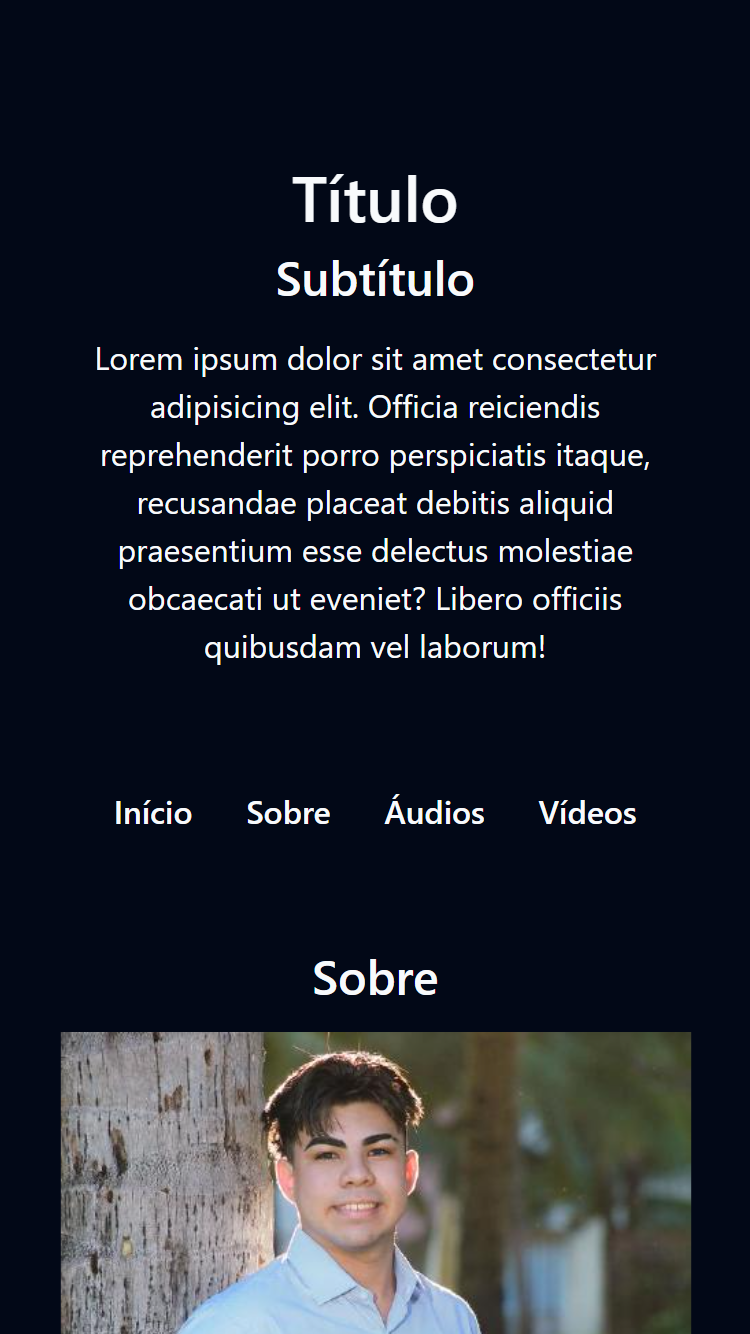 Título
Subtítulo
Lorem ipsum dolor sit amet consectetur
adipisicing elit. Officia reiciendis
reprehenderit porro perspiciatis itaque,
recusandae placeat debitis aliquid
praesentium esse delectus molestiae
obcaecati ut eveniet? Libero officiis
quibusdam vel laborum!
Início Sobre Áudios Vídeos
Sobre